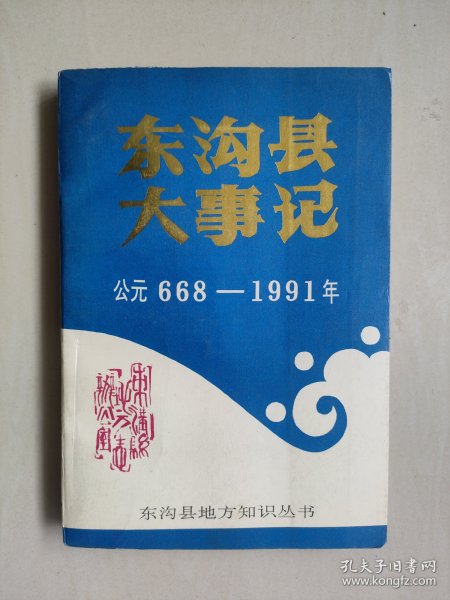 东沟县
大事记
公元 668—1991年
东沟县地方知识丛书
孔夫子旧书网
www.kongfz.com